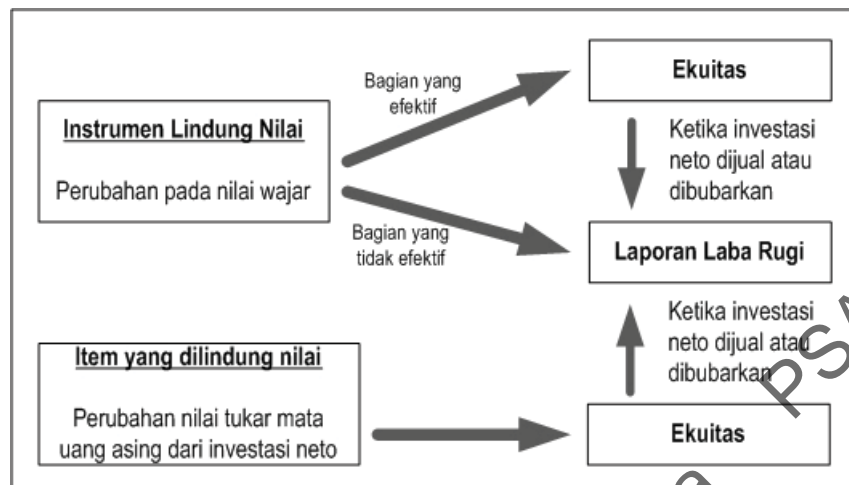 Instrumen Lindung Nilai
Perubahan pada nilai wajar
Bagian yang
efektif
Bagian yang
tidak efektif
Ekuitas
Ketika investasi
neto dijual atau
dibubarkan
Laporan Laba Rugi
Ketika investasi
neto dijual atau
dibubarkan
Item yang dilindung nilai
Perubahan nilai tukar mata
uang asing dari investasi neto
Ekuitas